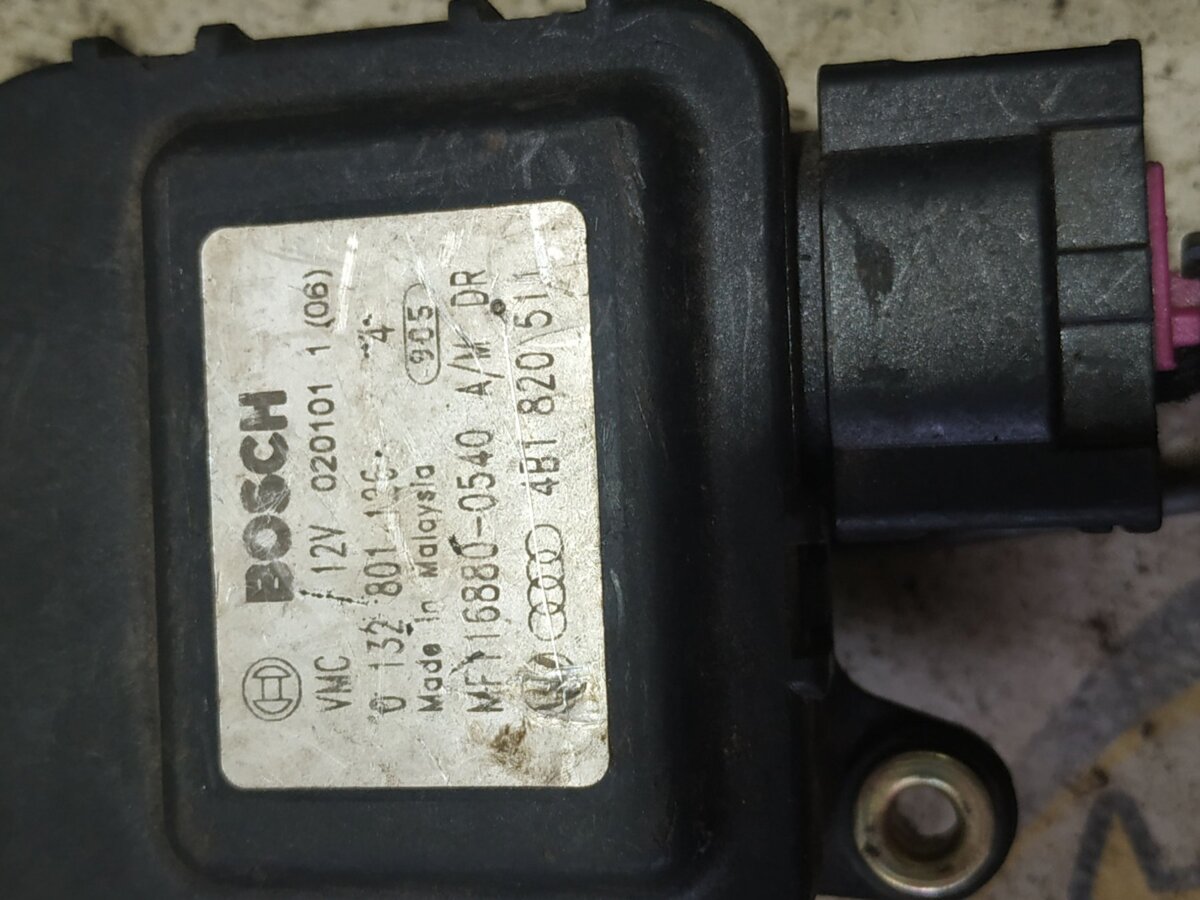 BOSCH
VMC 12V 020101 1 (06)
0 132 801 4
Made in Malaysia 905
MF116880-0540 A/M DR
4B1 820 511